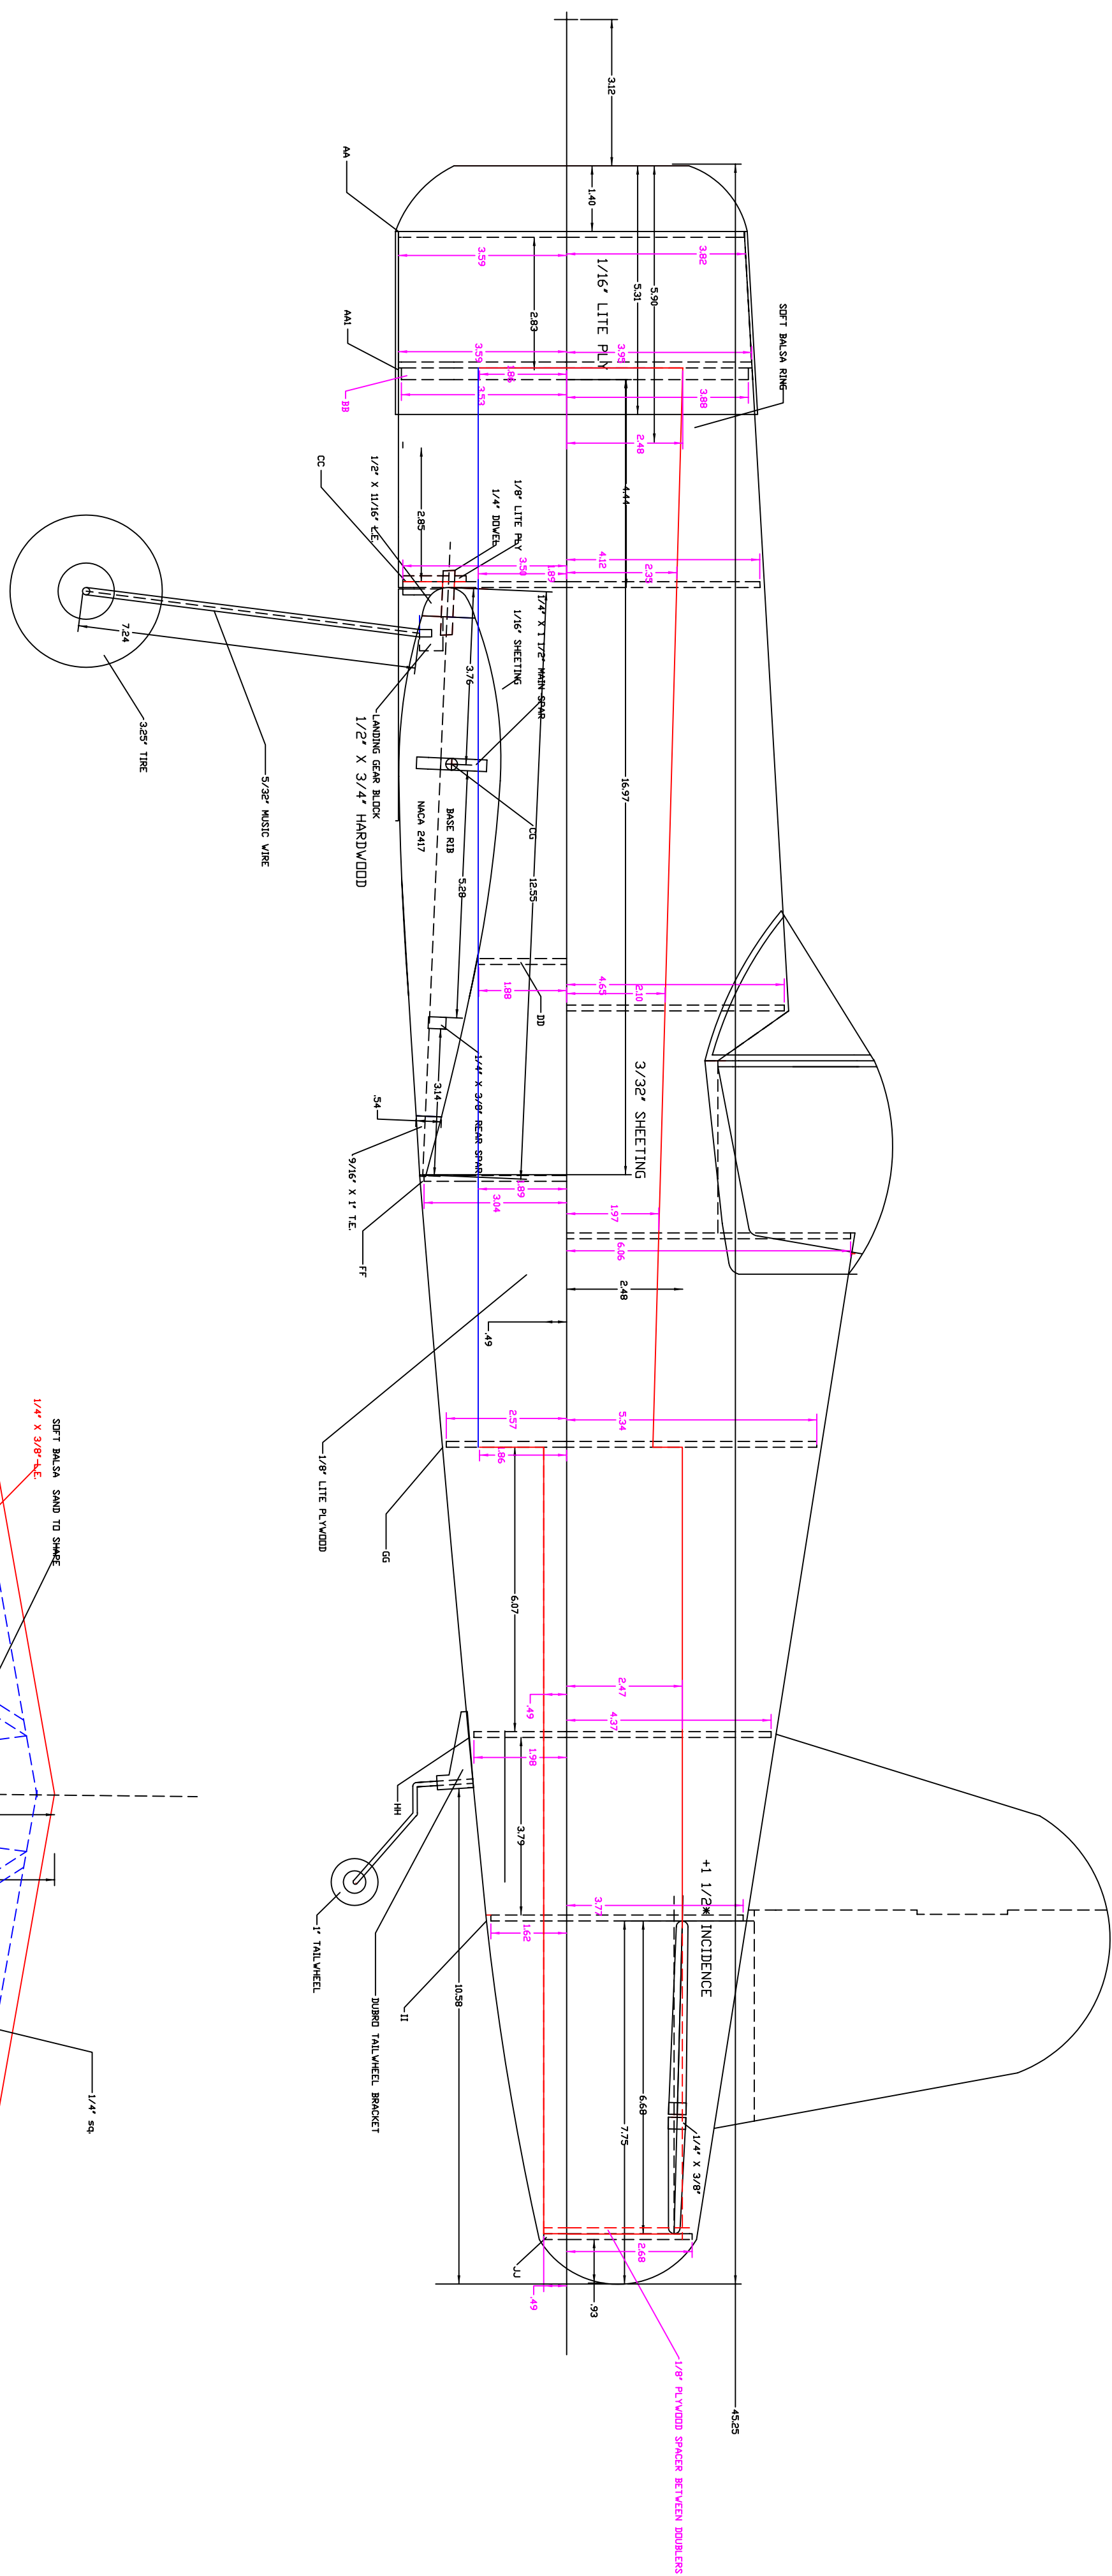 3.12
1.40
5.31
5.90
AA
3.59
3.82
2.83
1/16" LITE PLY
SOFT BALSA RING
AA1
3.59
3.95
1.86
BB
3.53
3.88
2.48
4.44
CC
1/2" X 11/16" L.E.
2.85
1/4" DOWEL
1/8" LITE PLY
3.50
1.89
4.12
2.35
7.24
3.25" TIRE
5/32" MUSIC WIRE
LANDING GEAR BLOCK
1/2" X 3/4" HARDWOOD
1/16" SHEETING
1/4" X 1 1/2" MAIN SPAR
3.76
CG
BASE RIB
NACA 2417
5.28
12.55
16.97
DD
1.88
4.65
2.10
3/32" SHEETING
1/4" X 3/8" REAR SPAR
3.14
.54
9/16" X 1" T.E.
FF
1.89
3.04
1.97
6.06
2.48
.49
1/8" LITE PLYWOOD
GG
2.57
5.34
1.86
6.07
2.47
.49
4.37
1.98
HH
3.79
1" TAILWHEEL
DUBRO TAILWHEEL BRACKET
II
3.77
1.62
+1 1/2* INCIDENCE
10.58
6.68
7.75
1/4" X 3/8"
JJ
2.68
.49
.93
1/8" PLYWOOD SPACER BETWEEN DOUBLERS
45.25
1/4" X 3/8" L.E.
SOFT BALSA SAND TO SHAPE
1/4" sq.